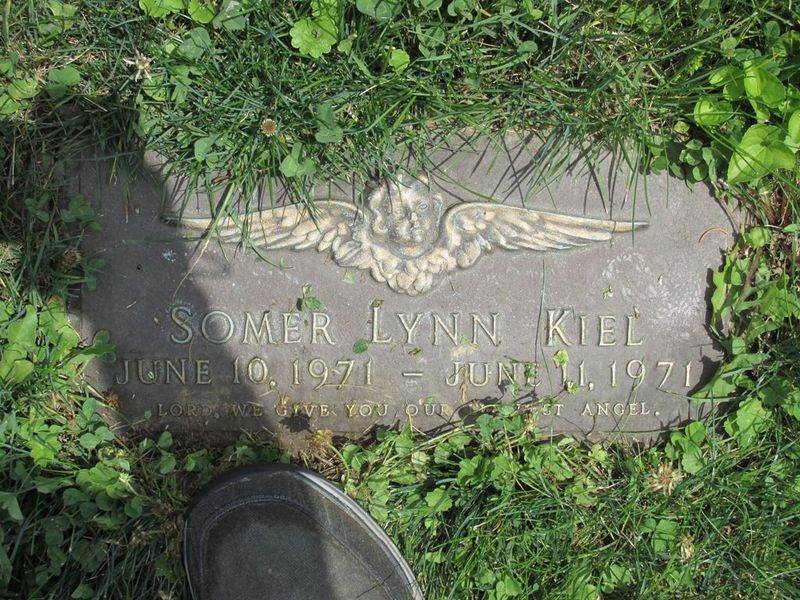 SOMER LYNN KIEL
JUNE 10, 1971 – JUNE 11, 1971
LORD, WE GIVE YOU OUR ANGEL.